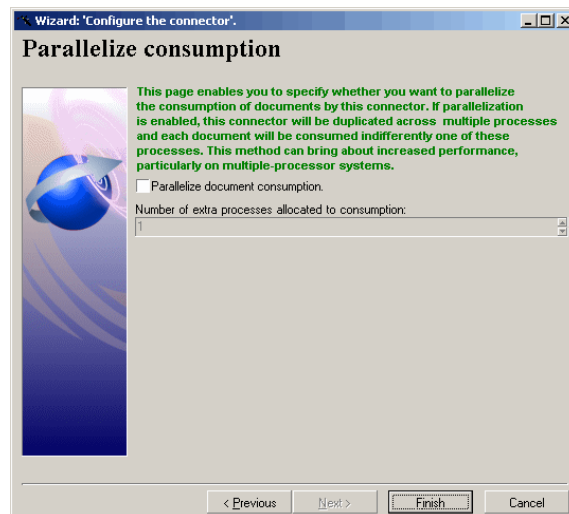 Wizard: 'Configure the connector'.
Parallelize consumption
This page enables you to specify whether you want to parallelize
the consumption of documents by this connector. If parallelization
is enabled, this connector will be duplicated across multiple processes
and each document will be consumed indifferently one of these
processes. This method can bring about increased performance,
particularly on multiple-processor systems.
Parallelize document consumption.
Number of extra processes allocated to consumption:
1
< Previous Next > Finish Cancel